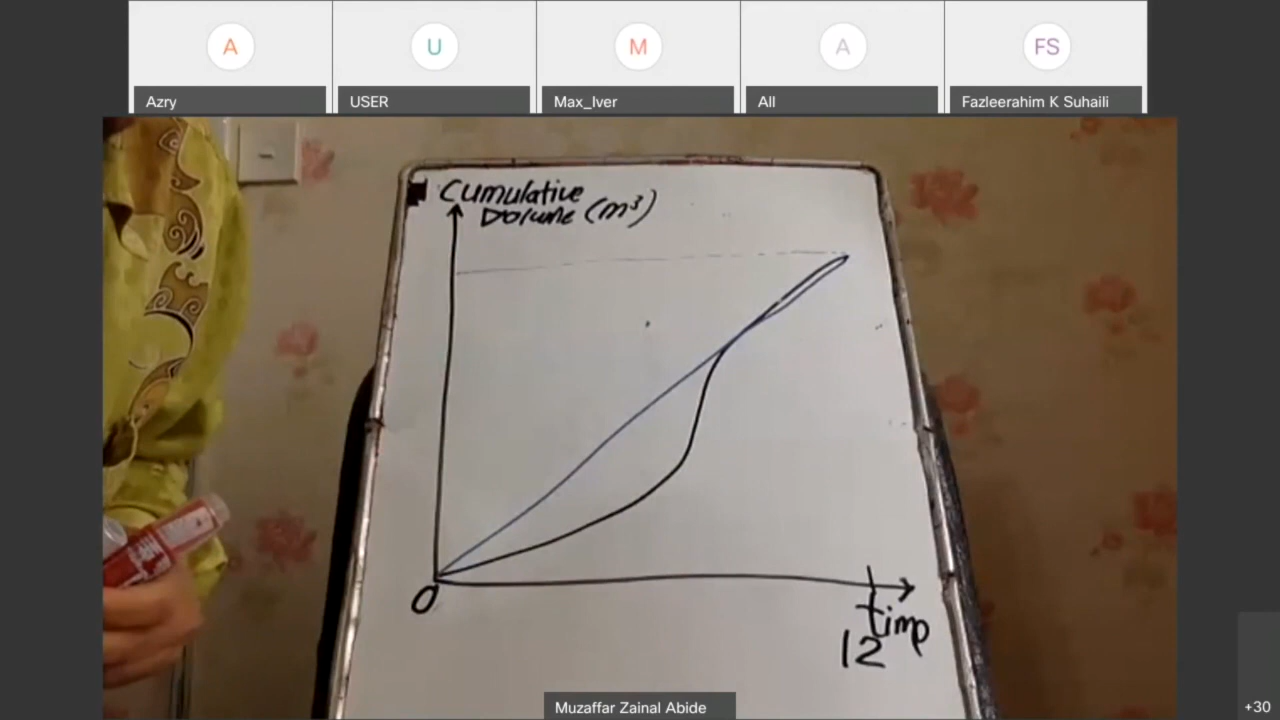 A
U
M
A
FS
Azry
USER
Max_Iver
All
Fazleerahim K Suhaili
Cumulative
Volume (m³)
0
time
12
Muzaffar Zainal Abide
+30